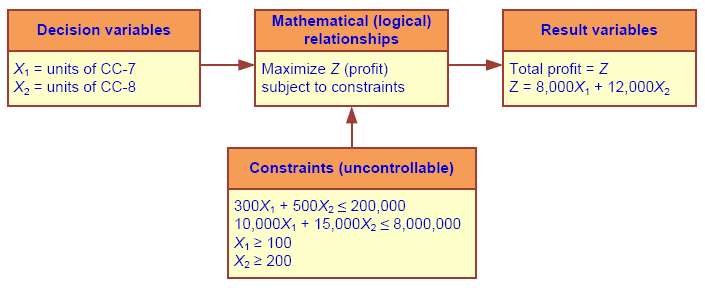 Decision variables
X₁ = units of CC-7
X₂ = units of CC-8
Mathematical (logical)
relationships
Maximize Z (profit)
subject to constraints
Result variables
Total profit = Z
Z = 8,000X₁ + 12,000X₂
Constraints (uncontrollable)
300X₁ + 500X₂ ≤ 200,000
10,000X₁ + 15,000X₂ ≤ 8,000,000
X₁ ≥ 100
X₂ ≥ 200